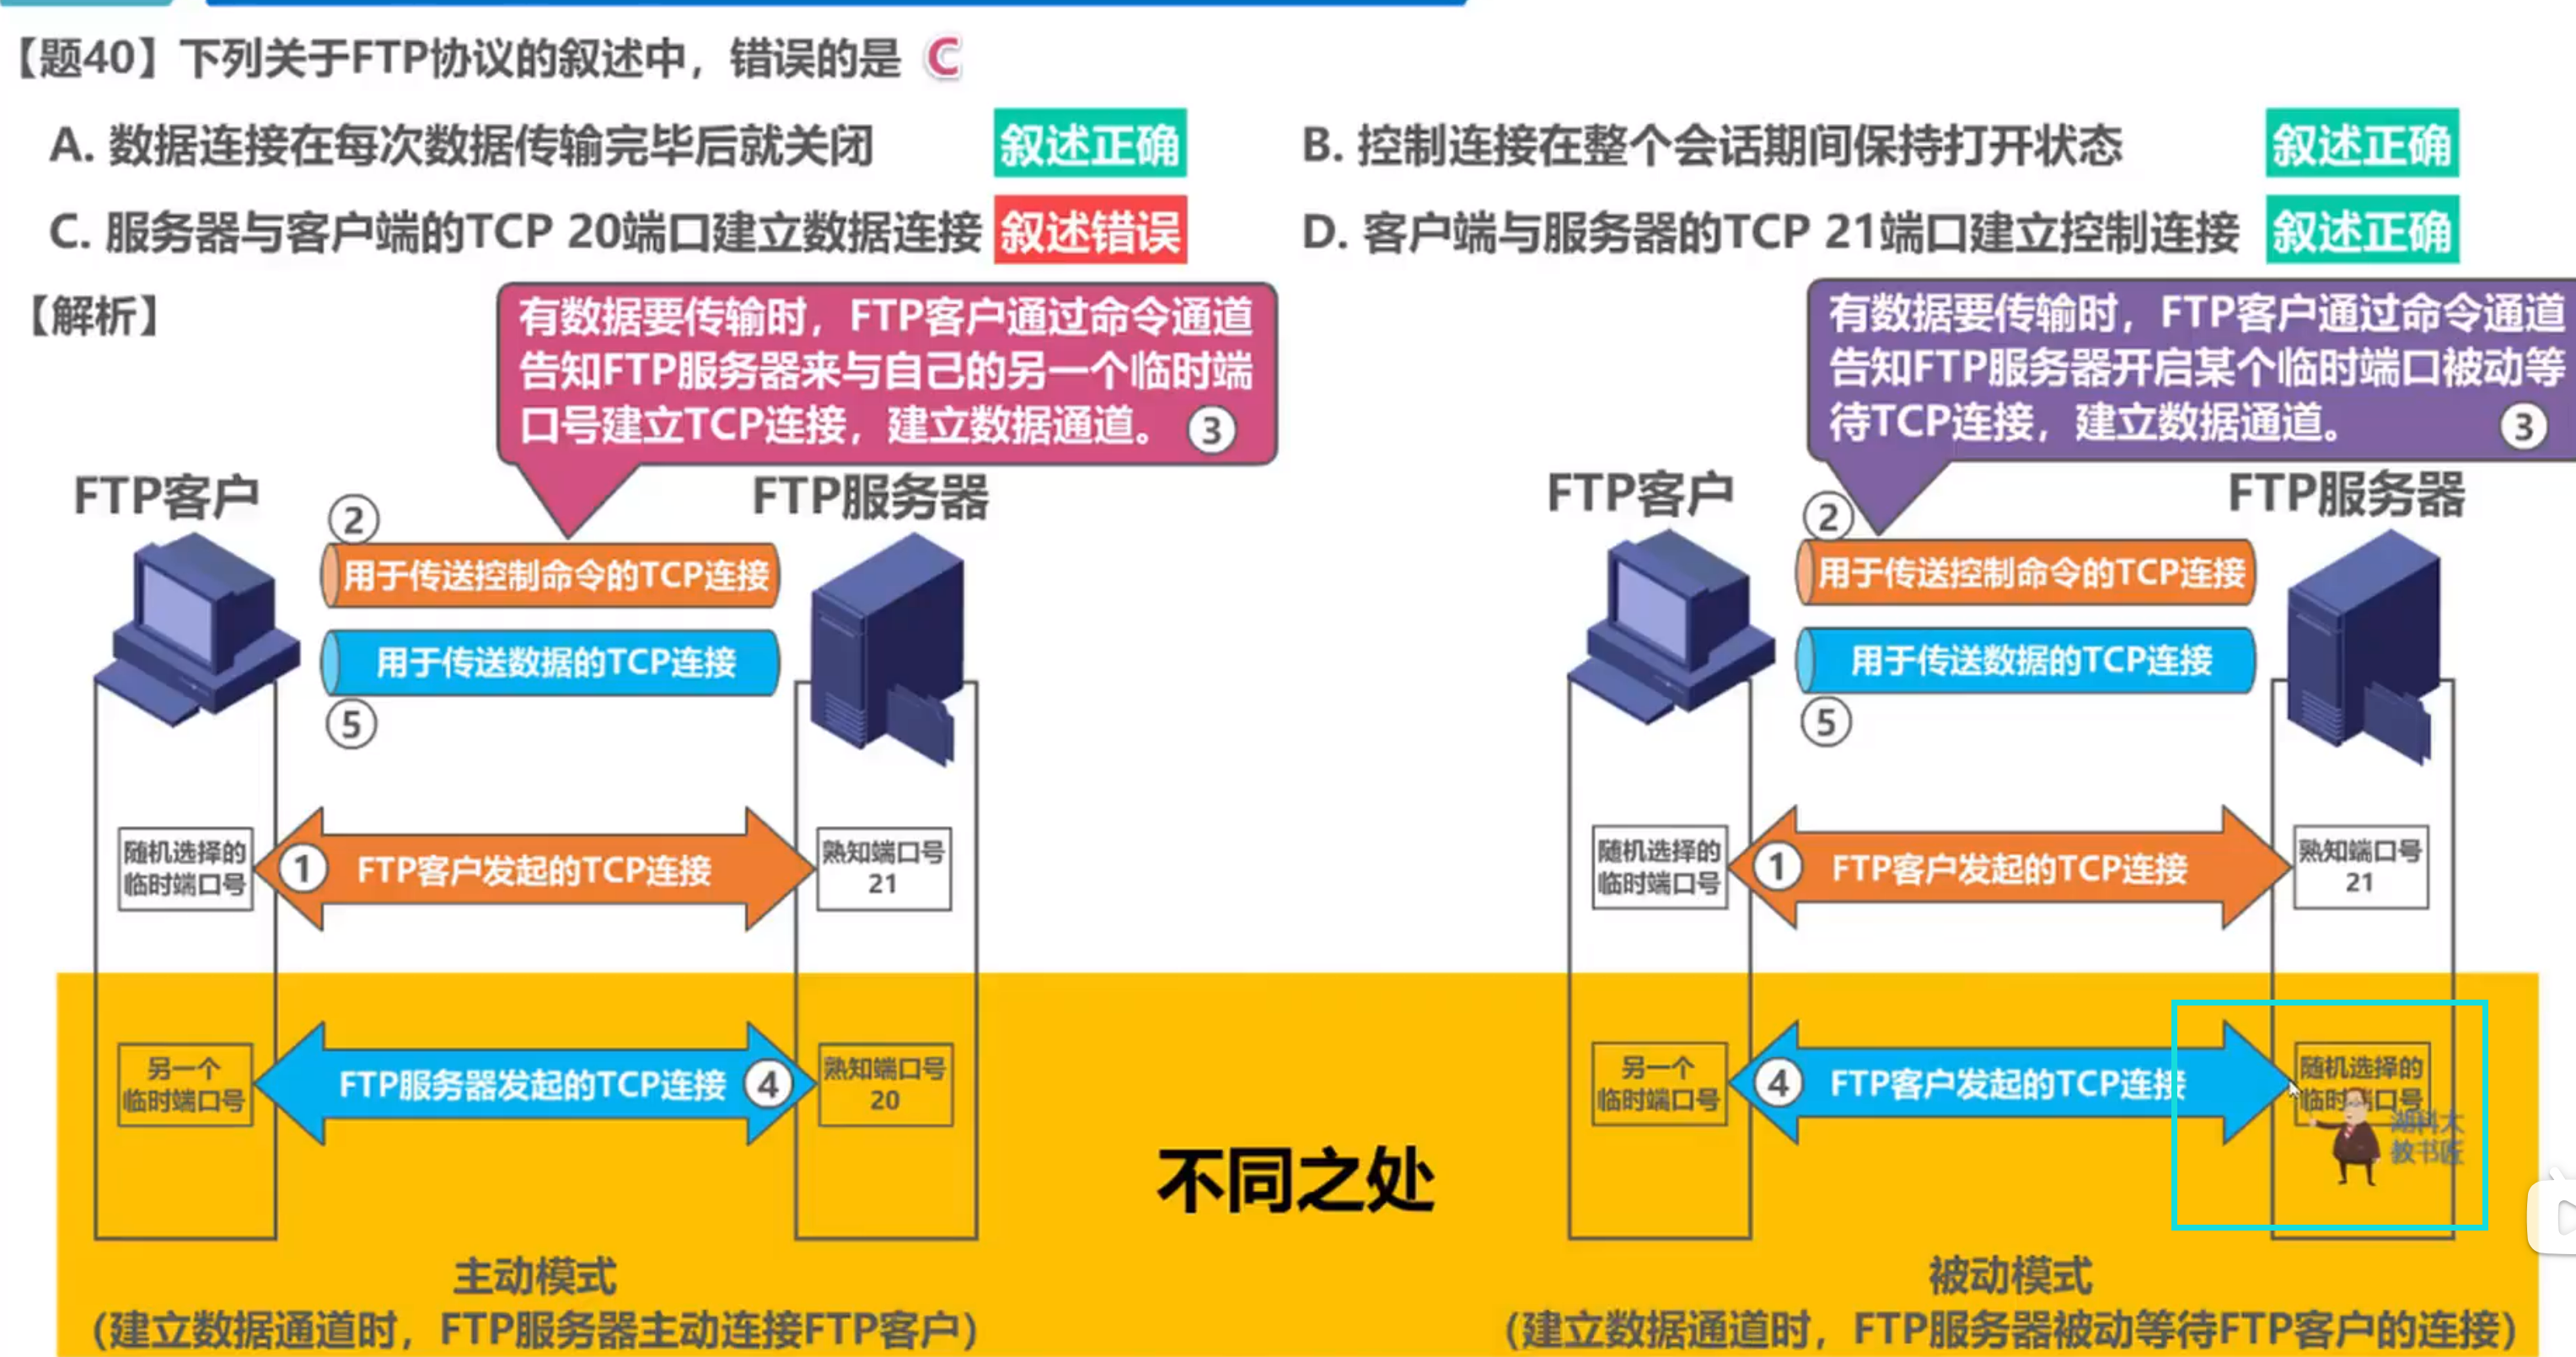 【题40】下列关于FTP协议的叙述中，错误的是 C
A. 数据连接在每次数据传输完毕后就关闭 叙述正确
B. 控制连接在整个会话期间保持打开状态 叙述正确
C. 服务器与客户端的TCP 20端口建立数据连接 叙述错误
D. 客户端与服务器的TCP 21端口建立控制连接 叙述正确
【解析】
有数据要传输时，FTP客户通过命令通道
告知FTP服务器来与自己的另一个临时端
口号建立TCP连接，建立数据通道。 ③
FTP客户
FTP服务器
②
用于传送控制命令的TCP连接
用于传送数据的TCP连接
⑤
随机选择的
临时端口号
① FTP客户发起的TCP连接
熟知端口号
21
另一个
临时端口号
FTP服务器发起的TCP连接 ④
熟知端口号
20
主动模式
（建立数据通道时，FTP服务器主动连接FTP客户）
不同之处
有数据要传输时，FTP客户通过命令通道
告知FTP服务器开启某个临时端口被动等
待TCP连接，建立数据通道。 ③
FTP客户
FTP服务器
②
用于传送控制命令的TCP连接
用于传送数据的TCP连接
⑤
随机选择的
临时端口号
① FTP客户发起的TCP连接
熟知端口号
21
另一个
临时端口号
④ FTP客户发起的TCP连接
随机选择的
临时端口号
湖科大
教书匠
被动模式
（建立数据通道时，FTP服务器被动等待FTP客户的连接）